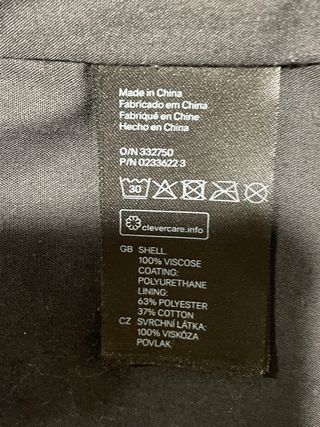 Made in China
Fabricado em China
Fabriqué en Chine
Hecho en China
O/N 332750
P/N 0233622 3
30
clevercare.info
GB SHELL:
100% VISCOSE
COATING:
POLYURETHANE
LINING:
63% POLYESTER
37% COTTON
CZ SVRCHNÍ LÁTKA:
100% VISKÓZA
POVLAK: